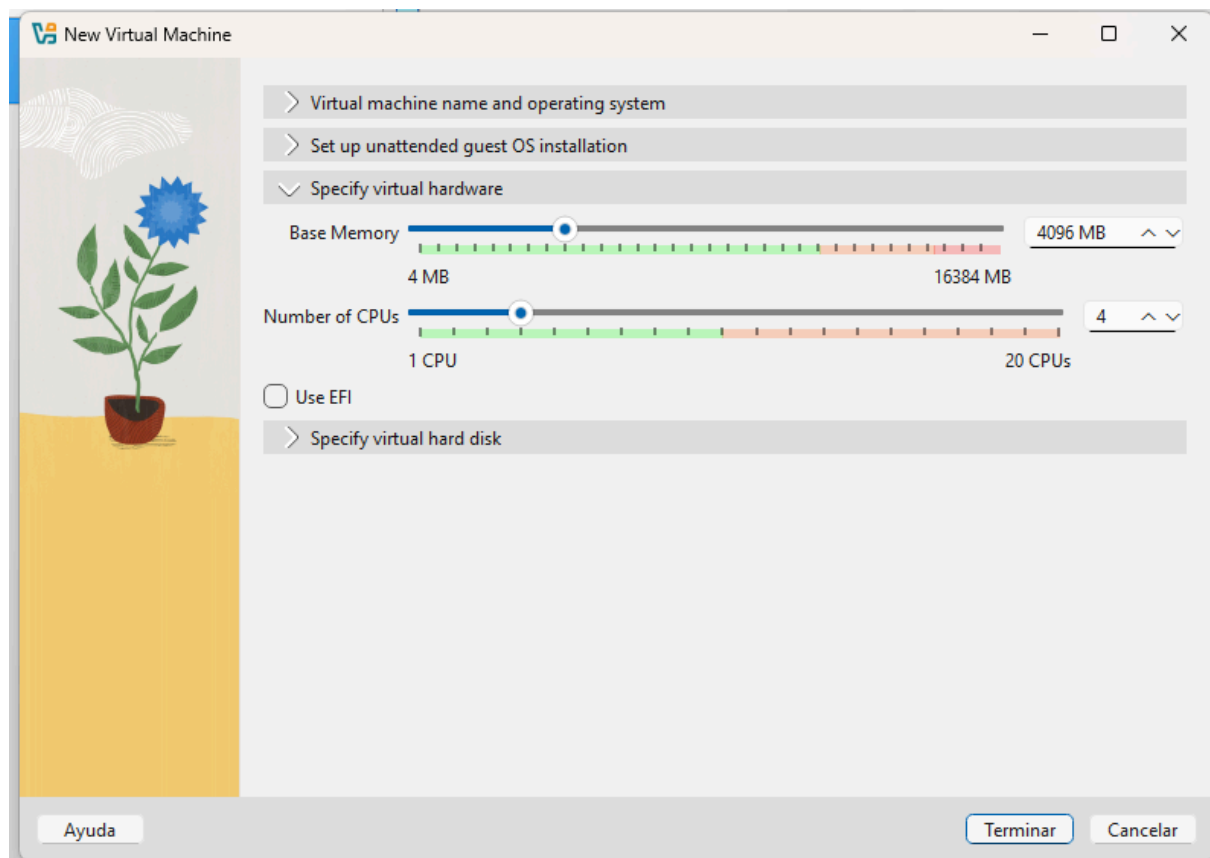 New Virtual Machine
Virtual machine name and operating system
Set up unattended guest OS installation
Specify virtual hardware
Base Memory 4096 MB
4 MB 16384 MB
Number of CPUs 4
1 CPU 20 CPUs
Use EFI
Specify virtual hard disk
Ayuda Terminar Cancelar